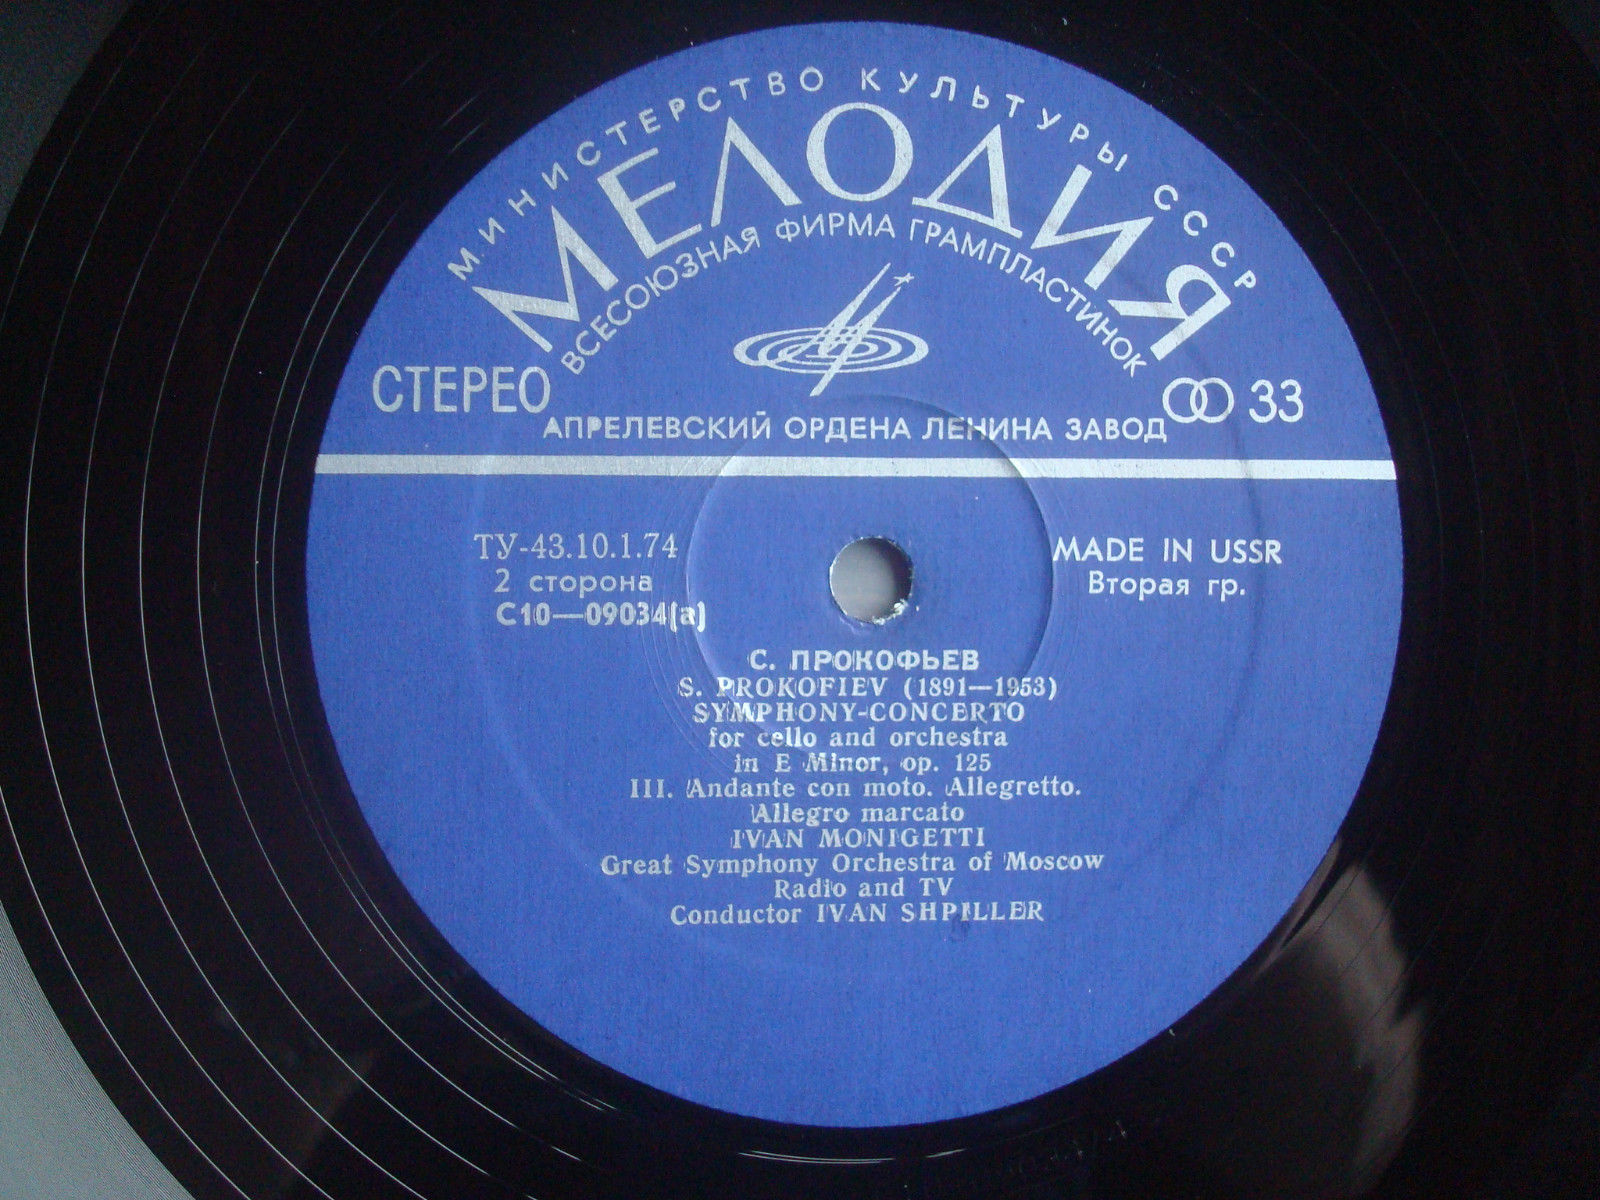 МИНИСТЕРСТВО КУЛЬТУРЫ СССР
МЕЛОДИЯ
ВСЕСОЮЗНАЯ ФИРМА ГРАМПЛАСТИНОК
СТЕРЕО
33
АПРЕЛЕВСКИЙ ОРДЕНА ЛЕНИНА ЗАВОД
ТУ-43.10.1.74
2 сторона
С10—09034(а)
MADE IN USSR
Вторая гр.
С. ПРОКОФЬЕВ
S. PROKOFIEV (1891—1953)
SYMPHONY-CONCERTO
for cello and orchestra
in E Minor, op. 125
III. Andante con moto. Allegretto.
Allegro marcato
IVAN MONIGETTI
Great Symphony Orchestra of Moscow
Radio and TV
Conductor IVAN SHPILLER